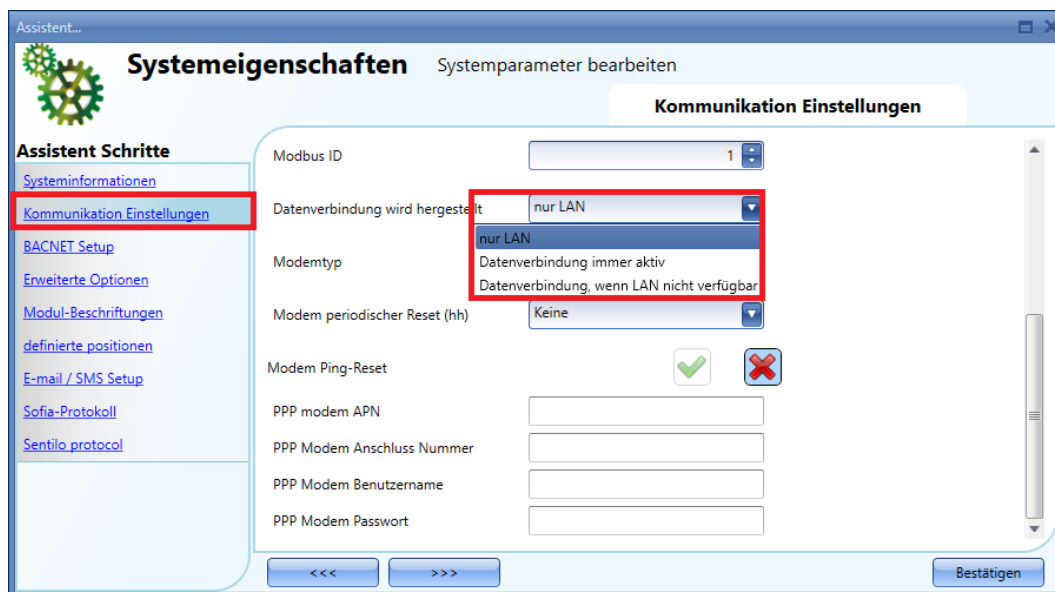 Assistent...
Systemeigenschaften Systemparameter bearbeiten
Kommunikation Einstellungen
Assistent Schritte
Systeminformationen
Kommunikation Einstellungen
BACNET Setup
Erweiterte Optionen
Modul-Beschriftungen
definierte positionen
E-mail / SMS Setup
Sofia-Protokoll
Sentilo protocol
Modbus ID 1
Datenverbindung wird hergestellt nur LAN
nur LAN
Modemtyp Datenverbindung immer aktiv
Datenverbindung, wenn LAN nicht verfügbar
Modem periodischer Reset (hh) Keine
Modem Ping-Reset
PPP modem APN
PPP Modem Anschluss Nummer
PPP Modem Benutzername
PPP Modem Passwort
<<< >>> Bestätigen